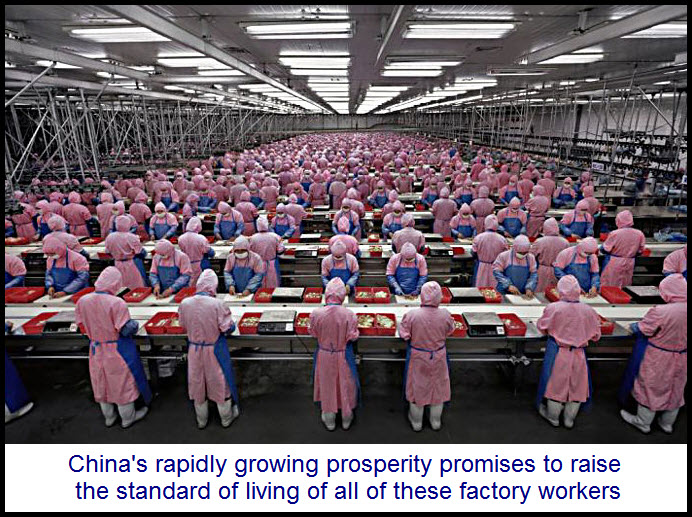 China's rapidly growing prosperity promises to raise
the standard of living of all of these factory workers